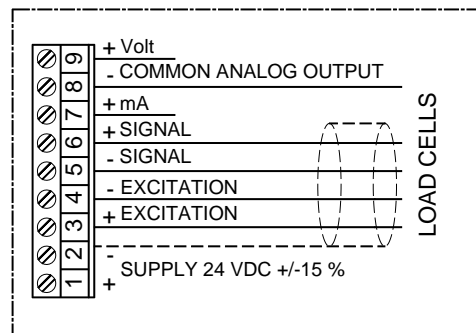 9 + Volt
8 - COMMON ANALOG OUTPUT
7 + mA
6 + SIGNAL
5 - SIGNAL
4 - EXCITATION
3 + EXCITATION
2 -
SUPPLY 24 VDC +/-15 %
1 +
LOAD CELLS